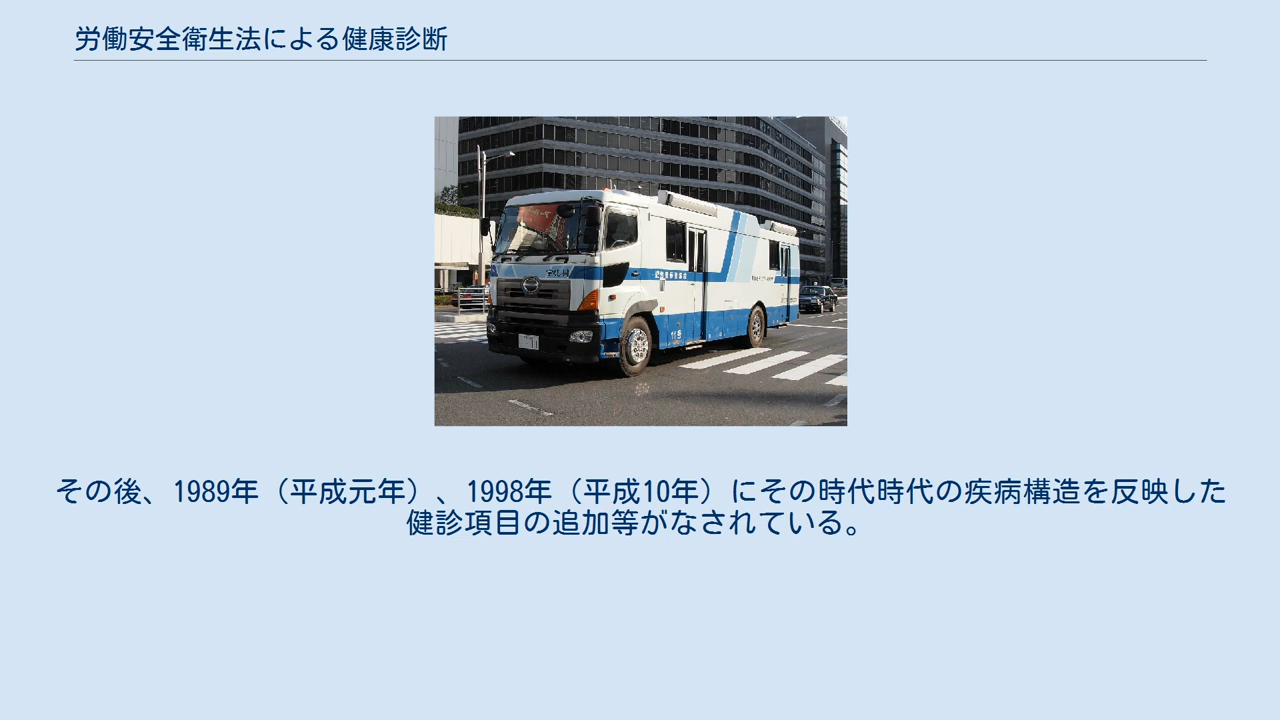 労働安全衛生法による健康診断
その後、1989年（平成元年）、1998年（平成10年）にその時代時代の疾病構造を反映した
健診項目の追加等がなされている。